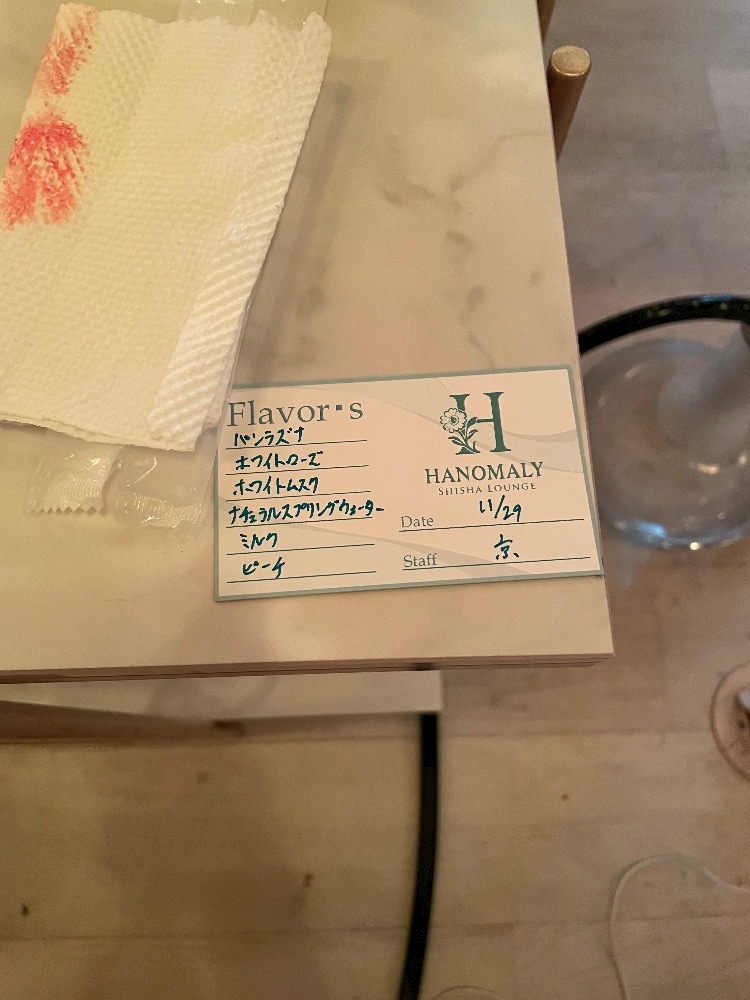 Flavor's
パンラズナ
ホワイトローズ
ホワイトムスク
ナチュラルスプリングウォーター
ミルク
ピーチ
H
HANOMALY
SHISHA LOUNGE
Date 11/29
Staff 京